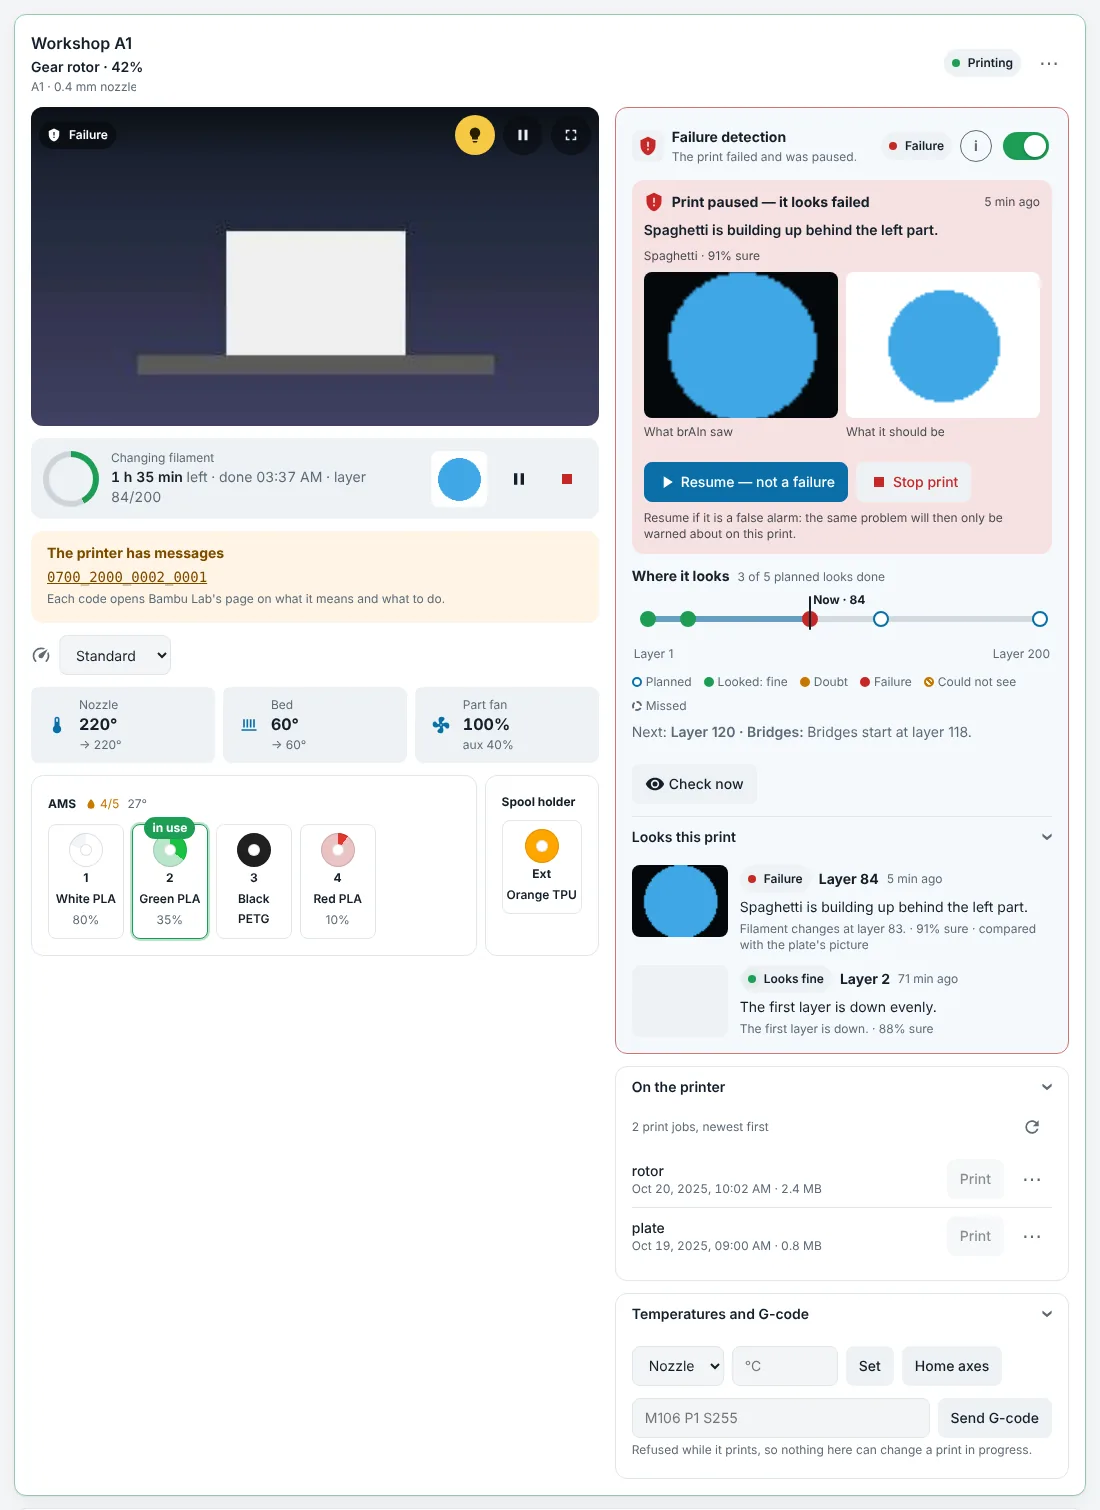 Workshop A1
Gear rotor · 42%
A1 · 0.4 mm nozzle
Printing
Failure
Changing filament
1 h 35 min left · done 03:37 AM · layer
84/200
The printer has messages
0700_2000_0002_0001
Each code opens Bambu Lab's page on what it means and what to do.
Standard
Nozzle
220°
→ 220°
Bed
60°
→ 60°
Part fan
100%
aux 40%
AMS 4/5 27°
in use
1
White PLA
80%
2
Green PLA
35%
3
Black
PETG
4
Red PLA
10%
Spool holder
Ext
Orange TPU
Failure detection
The print failed and was paused.
Failure
i
Print paused — it looks failed
5 min ago
Spaghetti is building up behind the left part.
Spaghetti · 91% sure
What brAIn saw
What it should be
Resume — not a failure
Stop print
Resume if it is a false alarm: the same problem will then only be
warned about on this print.
Where it looks 3 of 5 planned looks done
Now · 84
Layer 1
Layer 200
Planned Looked: fine Doubt Failure Could not see
Missed
Next: Layer 120 · Bridges: Bridges start at layer 118.
Check now
Looks this print
Failure Layer 84 5 min ago
Spaghetti is building up behind the left part.
Filament changes at layer 83. · 91% sure · compared
with the plate's picture
Looks fine Layer 2 71 min ago
The first layer is down evenly.
The first layer is down. · 88% sure
On the printer
2 print jobs, newest first
rotor
Oct 20, 2025, 10:02 AM · 2.4 MB
Print
plate
Oct 19, 2025, 09:00 AM · 0.8 MB
Print
Temperatures and G-code
Nozzle
°C
Set
Home axes
M106 P1 S255
Send G-code
Refused while it prints, so nothing here can change a print in progress.